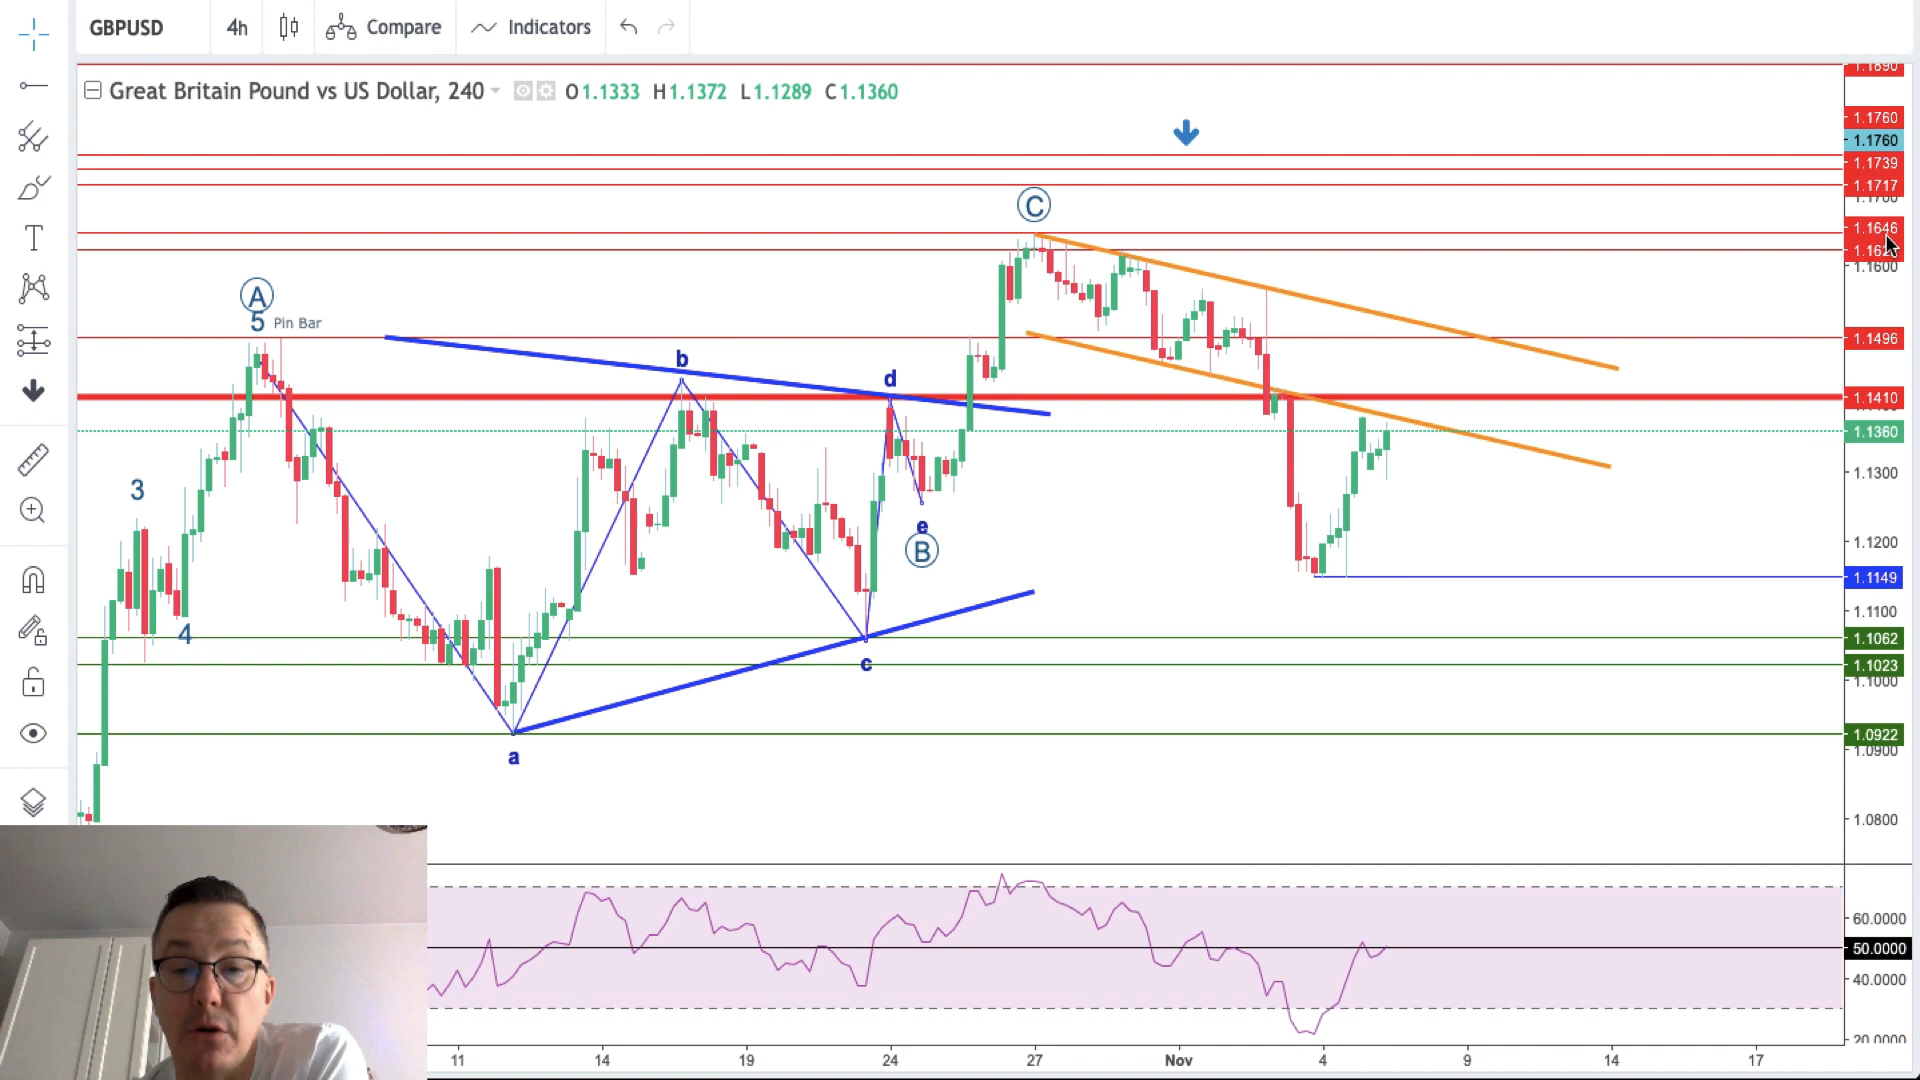 GBPUSD 4h Compare Indicators
Great Britain Pound vs US Dollar, 240 O1.1333 H1.1372 L1.1289 C1.1360
1.1760
1.1760
1.1739
1.1717
C
1.1646
1.1600
A
5 Pin Bar
1.1496
b
d
1.1410
1.1360
3
1.1300
e
B
1.1200
1.1149
1.1100
4
1.1062
c
1.1023
1.1000
1.0922
1.0900
a
1.0800
60.0000
50.0000
40.0000
20.0000
11 14 19 24 27 Nov 4 9 14 17